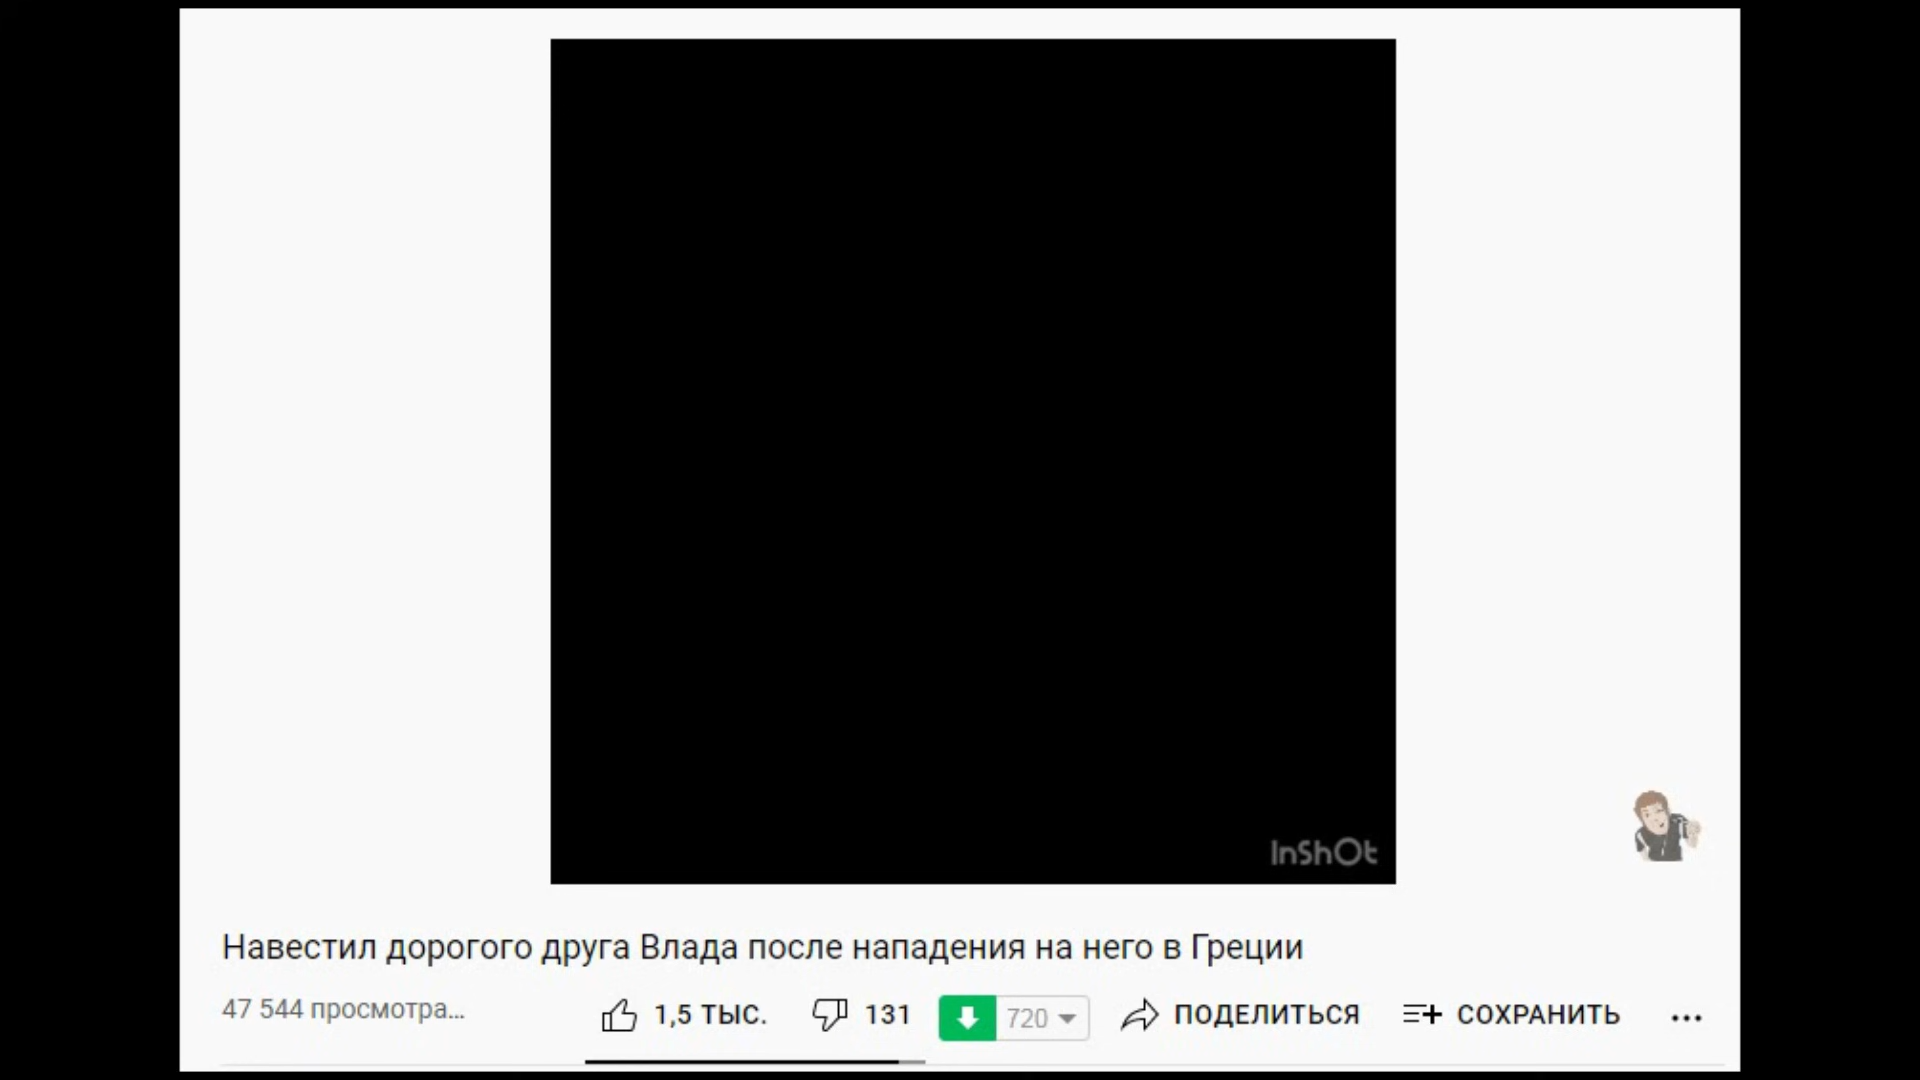 InShOt
Навестил дорогого друга Влада после нападения на него в Греции
47 544 просмотра...
1,5 ТЫС.
131
720
ПОДЕЛИТЬСЯ
СОХРАНИТЬ